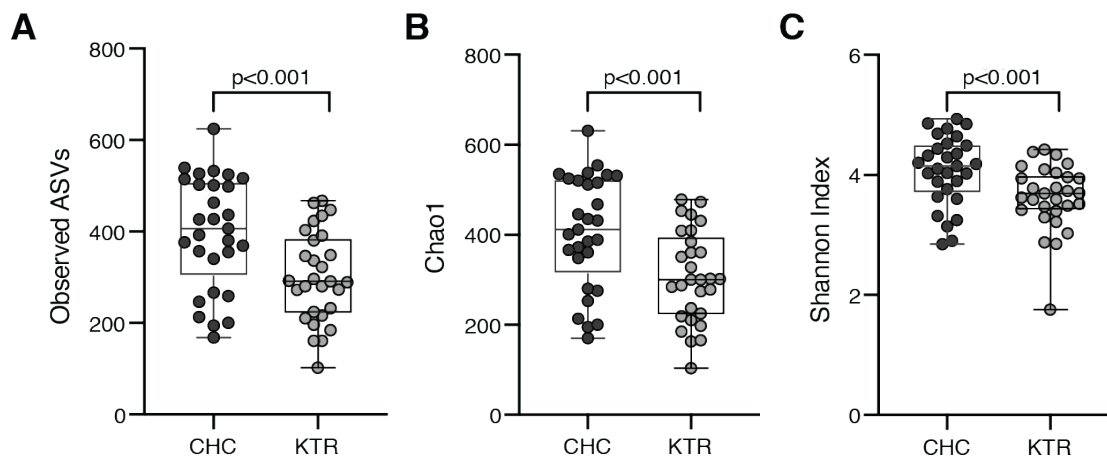 A
Observed ASVs
800
600
400
200
0
p<0.001
CHC
KTR
B
Chao1
800
600
400
200
0
p<0.001
CHC
KTR
C
Shannon Index
6
4
2
0
p<0.001
CHC
KTR